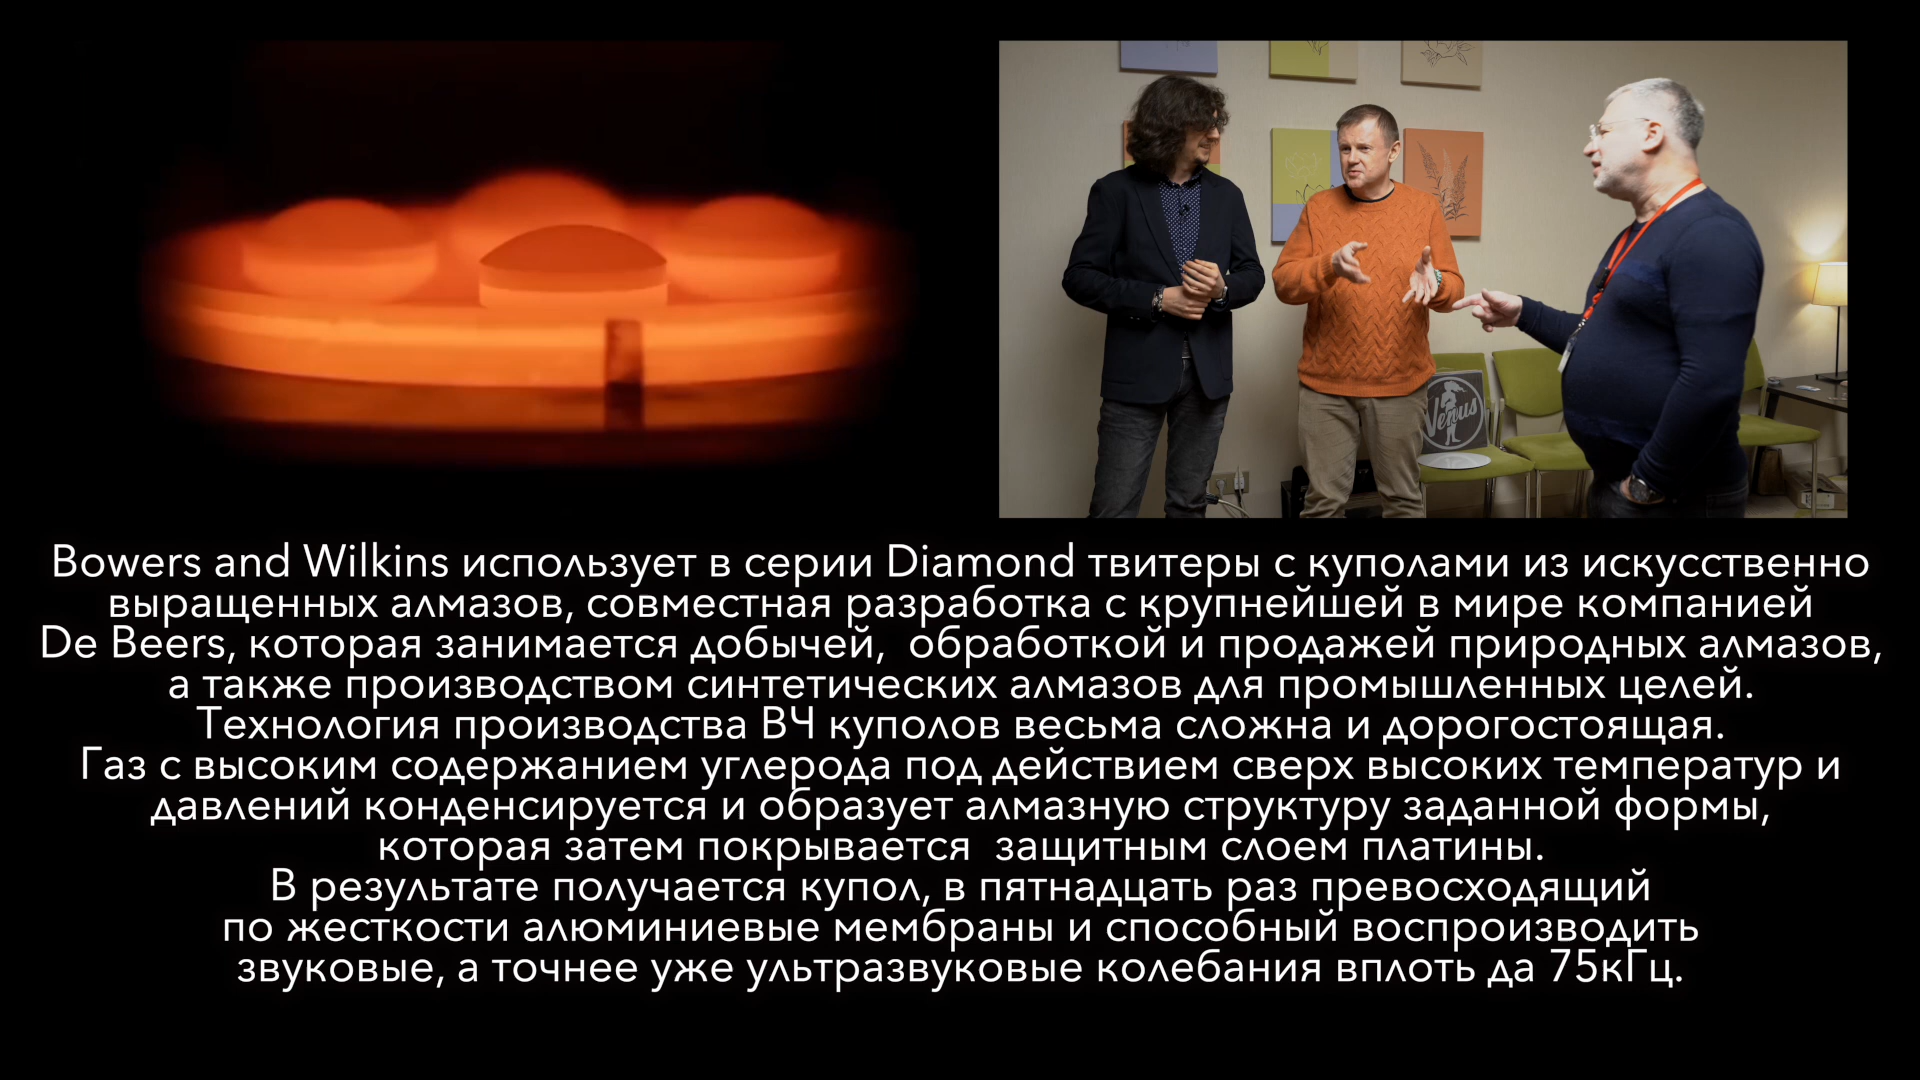 Venus
Bowers and Wilkins использует в серии Diamond твитеры с куполами из искусственно
выращенных алмазов, совместная разработка с крупнейшей в мире компанией
De Beers, которая занимается добычей, обработкой и продажей природных алмазов,
а также производством синтетических алмазов для промышленных целей.
Технология производства ВЧ куполов весьма сложна и дорогостоящая.
Газ с высоким содержанием углерода под действием сверх высоких температур и
давлений конденсируется и образует алмазную структуру заданной формы,
которая затем покрывается защитным слоем платины.
В результате получается купол, в пятнадцать раз превосходящий
по жесткости алюминиевые мембраны и способный воспроизводить
звуковые, а точнее уже ультразвуковые колебания вплоть да 75кГц.